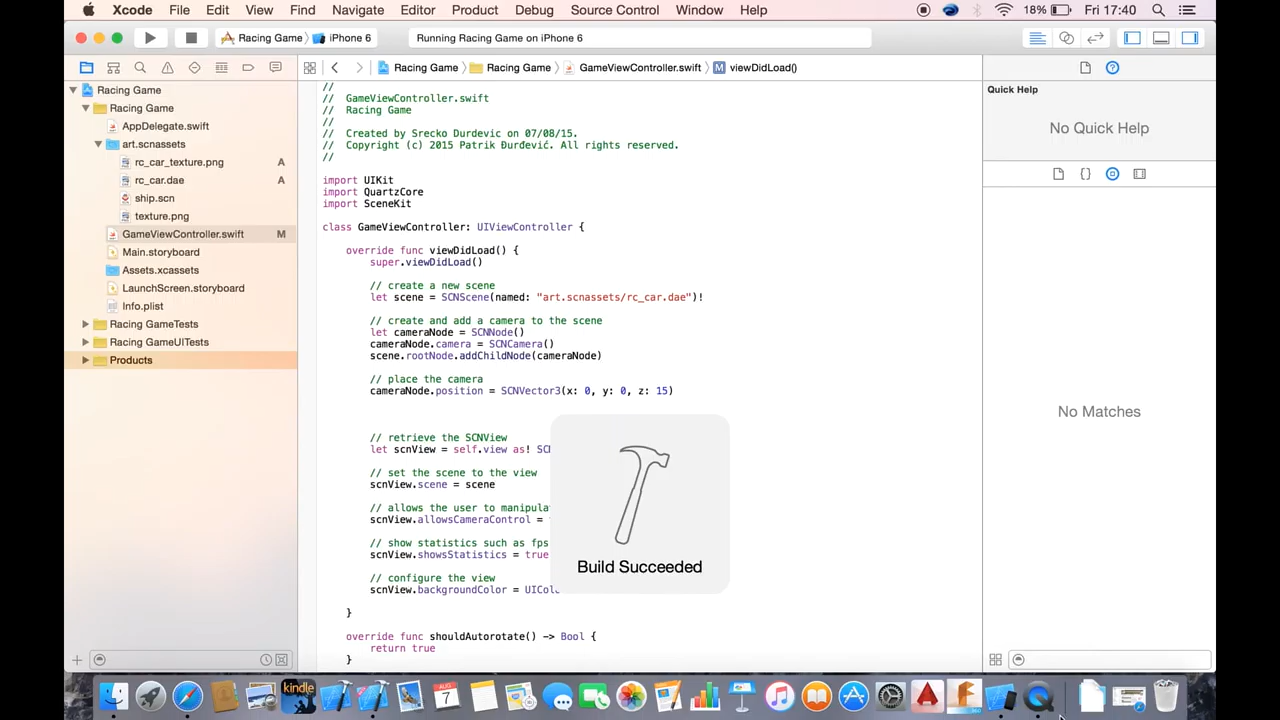 Xcode File Edit View Find Navigate Editor Product Debug Source Control Window Help 18% Fri 17:40
Racing Game iPhone 6 Running Racing Game on iPhone 6
Racing Game Racing Game GameViewController.swift M viewDidLoad()
Quick Help
No Quick Help
No Matches
Racing Game
Racing Game
AppDelegate.swift
art.scnassets
rc_car_texture.png A
rc_car.dae A
ship.scn
texture.png
GameViewController.swift M
Main.storyboard
Assets.xcassets
LaunchScreen.storyboard
Info.plist
Racing GameTests
Racing GameUITests
Products
//
// GameViewController.swift
// Racing Game
//
// Created by Srecko Durdevic on 07/08/15.
// Copyright (c) 2015 Patrik Đurđević. All rights reserved.
//
import UIKit
import QuartzCore
import SceneKit
class GameViewController: UIViewController {
override func viewDidLoad() {
super.viewDidLoad()
// create a new scene
let scene = SCNScene(named: "art.scnassets/rc_car.dae")!
// create and add a camera to the scene
let cameraNode = SCNNode()
cameraNode.camera = SCNCamera()
scene.rootNode.addChildNode(cameraNode)
// place the camera
cameraNode.position = SCNVector3(x: 0, y: 0, z: 15)
// retrieve the SCNView
let scnView = self.view as! SC
// set the scene to the view
scnView.scene = scene
// allows the user to manipula
scnView.allowsCameraControl =
// show statistics such as fps
scnView.showsStatistics = true
// configure the view
scnView.backgroundColor = UICol
}
override func shouldAutorotate() -> Bool {
return true
}
Build Succeeded
kindle
AUG
7